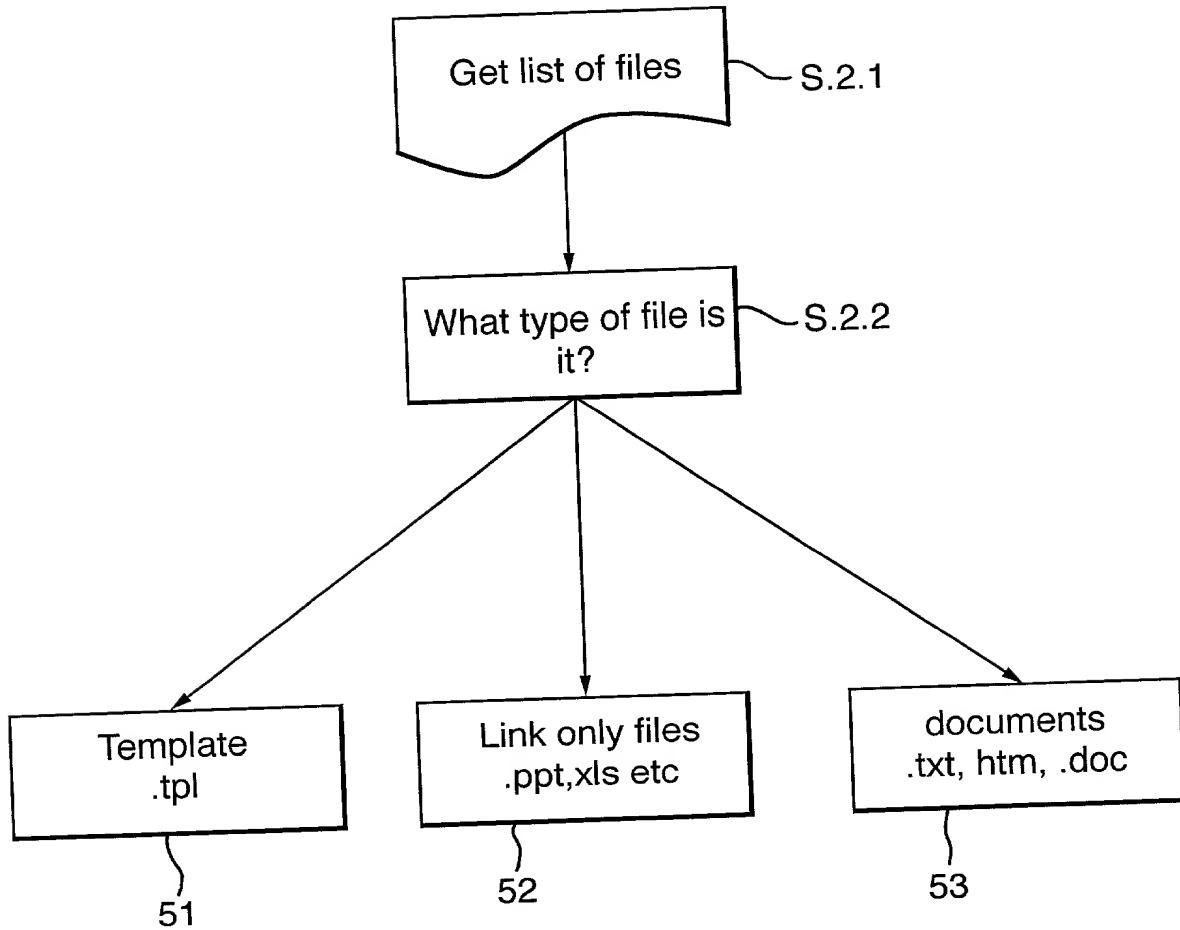 Get list of files
S.2.1
What type of file is
it?
S.2.2
Template
.tpl
51
Link only files
.ppt,xls etc
52
documents
.txt, htm, .doc
53